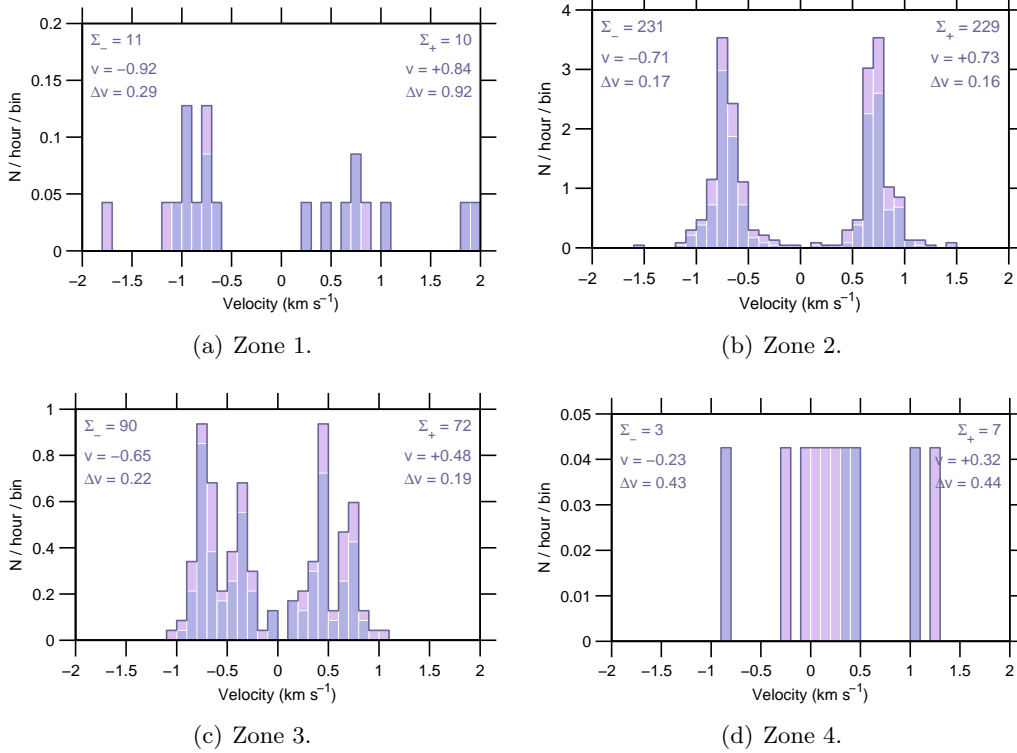 0.2
0.15
0.1
0.05
0
N / hour / bin
Σ− = 11
v = −0.92
Δv = 0.29
Σ+ = 10
v = +0.84
Δv = 0.92
−2 −1.5 −1 −0.5 0 0.5 1 1.5 2
Velocity (km s−1)
(a) Zone 1.
4
3
2
1
0
N / hour / bin
Σ− = 231
v = −0.71
Δv = 0.17
Σ+ = 229
v = +0.73
Δv = 0.16
−2 −1.5 −1 −0.5 0 0.5 1 1.5 2
Velocity (km s−1)
(b) Zone 2.
1
0.8
0.6
0.4
0.2
0
N / hour / bin
Σ− = 90
v = −0.65
Δv = 0.22
Σ+ = 72
v = +0.48
Δv = 0.19
−2 −1.5 −1 −0.5 0 0.5 1 1.5 2
Velocity (km s−1)
(c) Zone 3.
0.05
0.04
0.03
0.02
0.01
0
N / hour / bin
Σ− = 3
v = −0.23
Δv = 0.43
Σ+ = 7
v = +0.32
Δv = 0.44
−2 −1.5 −1 −0.5 0 0.5 1 1.5 2
Velocity (km s−1)
(d) Zone 4.